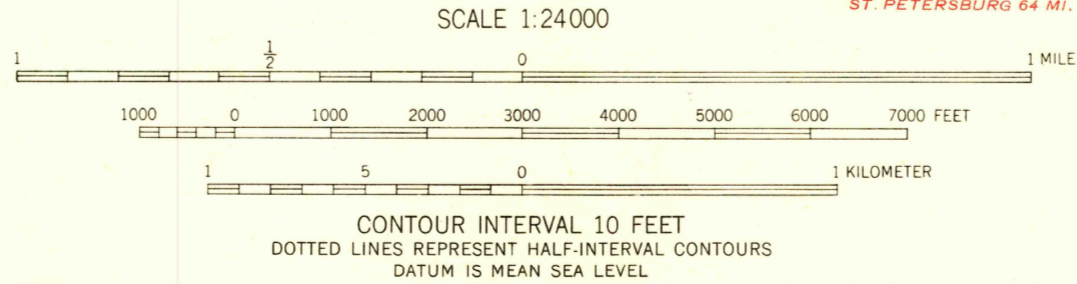 ST. PETERSBURG 64 MI.
SCALE 1:24000
1 1/2 0 1 MILE
1000 0 1000 2000 3000 4000 5000 6000 7000 FEET
1 5 0 1 KILOMETER
CONTOUR INTERVAL 10 FEET
DOTTED LINES REPRESENT HALF-INTERVAL CONTOURS
DATUM IS MEAN SEA LEVEL